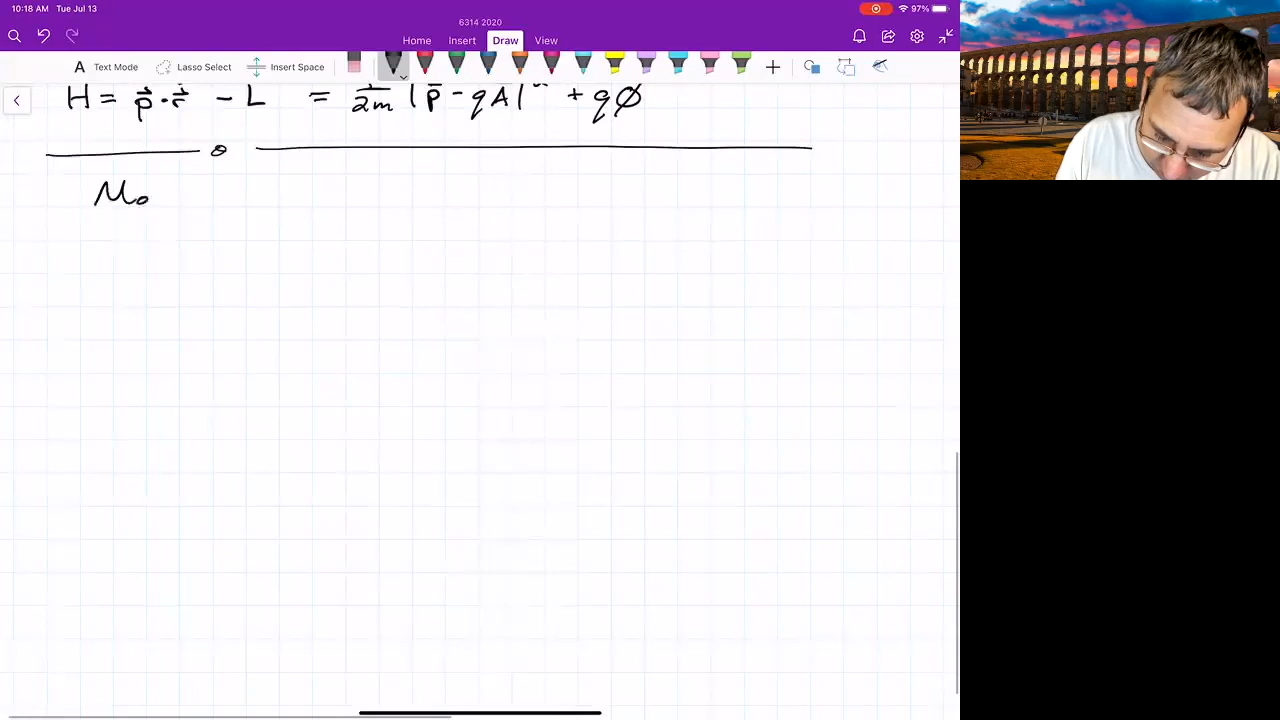 10:18 AM Tue Jul 13
97%
6314 2020
Home Insert Draw View
Text Mode Lasso Select Insert Space
H = p⃗ · ṙ⃗ - L = 1/2m |p̄ - qA|² + qφ
Mo